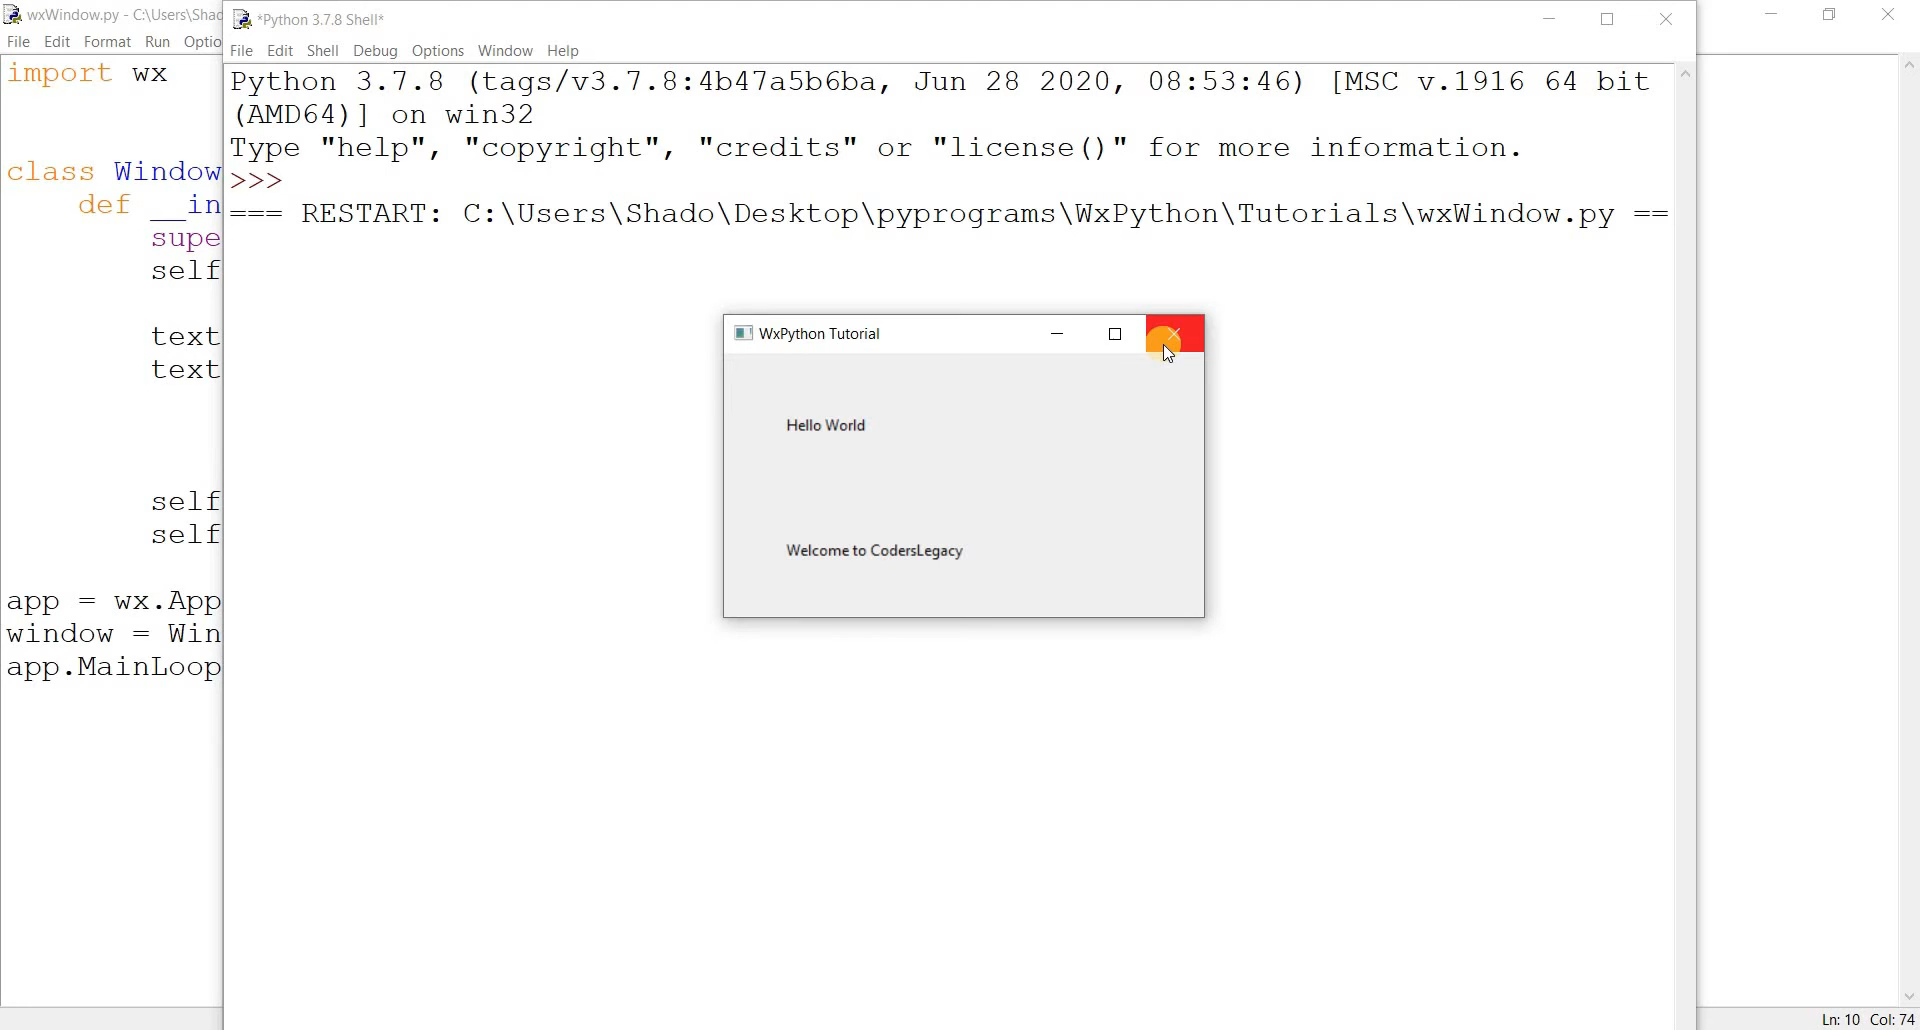 wxWindow.py - C:\Users\Shad
File Edit Format Run Optio
import wx
class Window
def __in
supe
self
text
text
self
self
app = wx.App
window = Win
app.MainLoop
*Python 3.7.8 Shell*
File Edit Shell Debug Options Window Help
Python 3.7.8 (tags/v3.7.8:4b47a5b6ba, Jun 28 2020, 08:53:46) [MSC v.1916 64 bit
(AMD64)] on win32
Type "help", "copyright", "credits" or "license()" for more information.
>>>
=== RESTART: C:\Users\Shado\Desktop\pyprograms\WxPython\Tutorials\wxWindow.py ==
WxPython Tutorial
Hello World
Welcome to CodersLegacy
Ln: 10 Col: 74